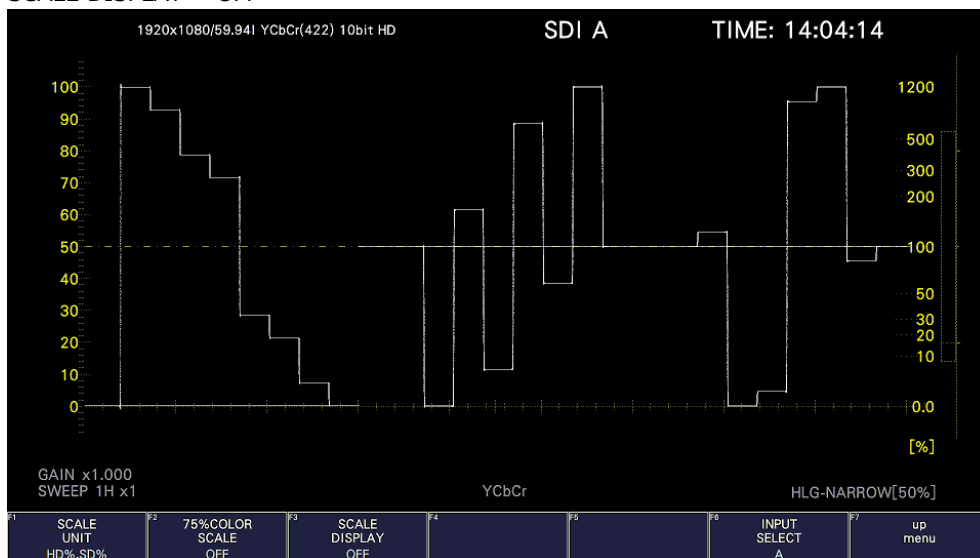 1920x1080/59.94I YCbCr(422) 10bit HD SDI A TIME: 14:04:14
100 1200
90
80 500
70 300
60 200
50 100
40
30 50
20 30
20
10 10
0 0.0
[%]
GAIN x1.000
SWEEP 1H x1 YCbCr HLG-NARROW[50%]
F1 SCALE UNIT HD%,SD%
F2 75%COLOR SCALE OFF
F3 SCALE DISPLAY OFF
F4
F5
F6 INPUT SELECT A
F7 up menu